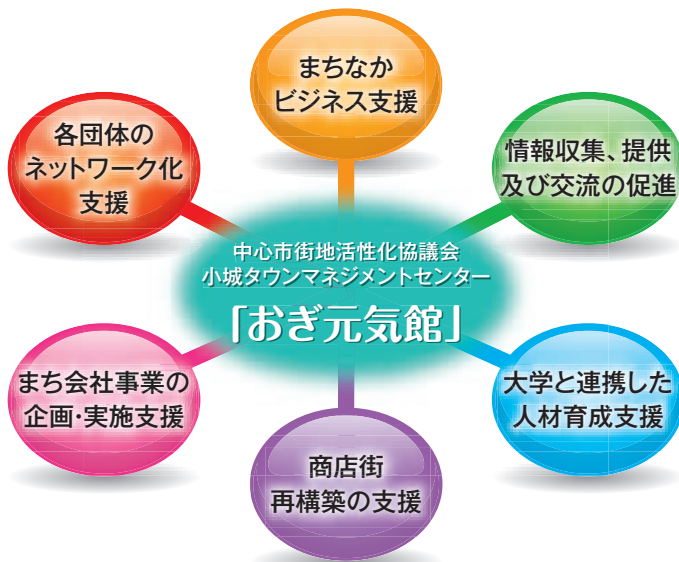 まちなか
ビジネス支援
各団体の
ネットワーク化
支援
情報収集、提供
及び交流の促進
中心市街地活性化協議会
小城タウンマネジメントセンター
「おぎ元気館」
まち会社事業の
企画・実施支援
大学と連携した
人材育成支援
商店街
再構築の支援